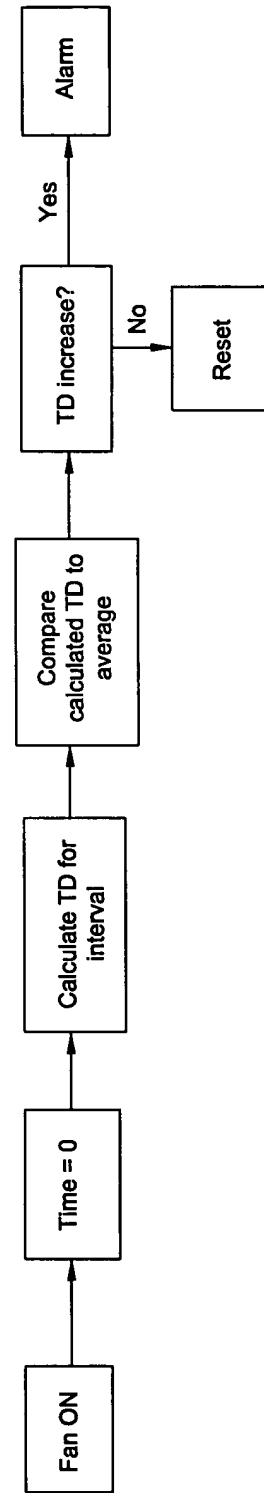 Fan ON
Time = 0
Calculate TD for
interval
Compare
calculated TD to
average
TD increase?
Yes
Alarm
No
Reset